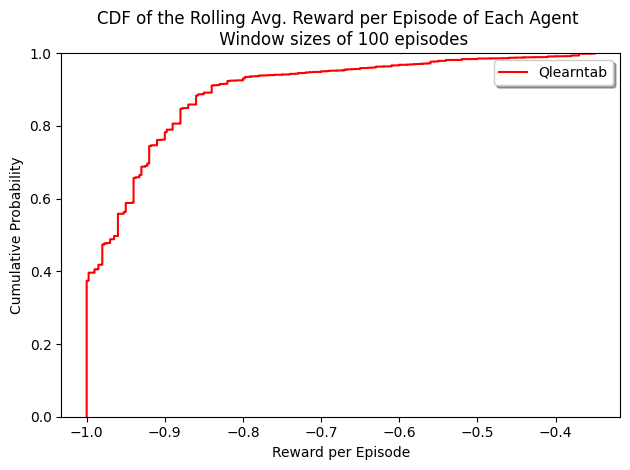 CDF of the Rolling Avg. Reward per Episode of Each Agent
Window sizes of 100 episodes
Qlearntab
Cumulative Probability
1.0
0.8
0.6
0.4
0.2
0.0
−1.0 −0.9 −0.8 −0.7 −0.6 −0.5 −0.4
Reward per Episode